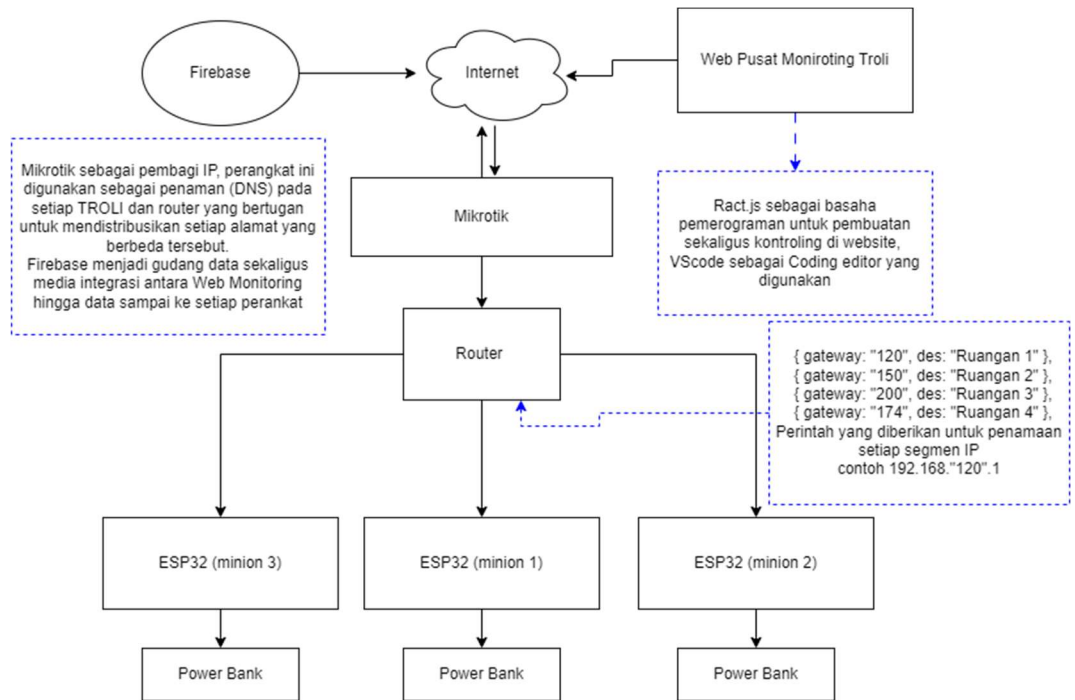 Firebase
Internet
Web Pusat Moniroting Troli
Mikrotik sebagai pembagi IP, perangkat ini
digunakan sebagai penaman (DNS) pada
setiap TROLI dan router yang bertugan
untuk mendistribusikan setiap alamat yang
berbeda tersebut.
Firebase menjadi gudang data sekaligus
media integrasi antara Web Monitoring
hingga data sampai ke setiap perankat
Mikrotik
Ract.js sebagai basaha
pemerograman untuk pembuatan
sekaligus kontroling di website,
VScode sebagai Coding editor yang
digunakan
Router
{ gateway: "120", des: "Ruangan 1" },
{ gateway: "150", des: "Ruangan 2" },
{ gateway: "200", des: "Ruangan 3" },
{ gateway: "174", des: "Ruangan 4" },
Perintah yang diberikan untuk penamaan
setiap segmen IP
contoh 192.168."120".1
ESP32 (minion 3)
ESP32 (minion 1)
ESP32 (minion 2)
Power Bank
Power Bank
Power Bank